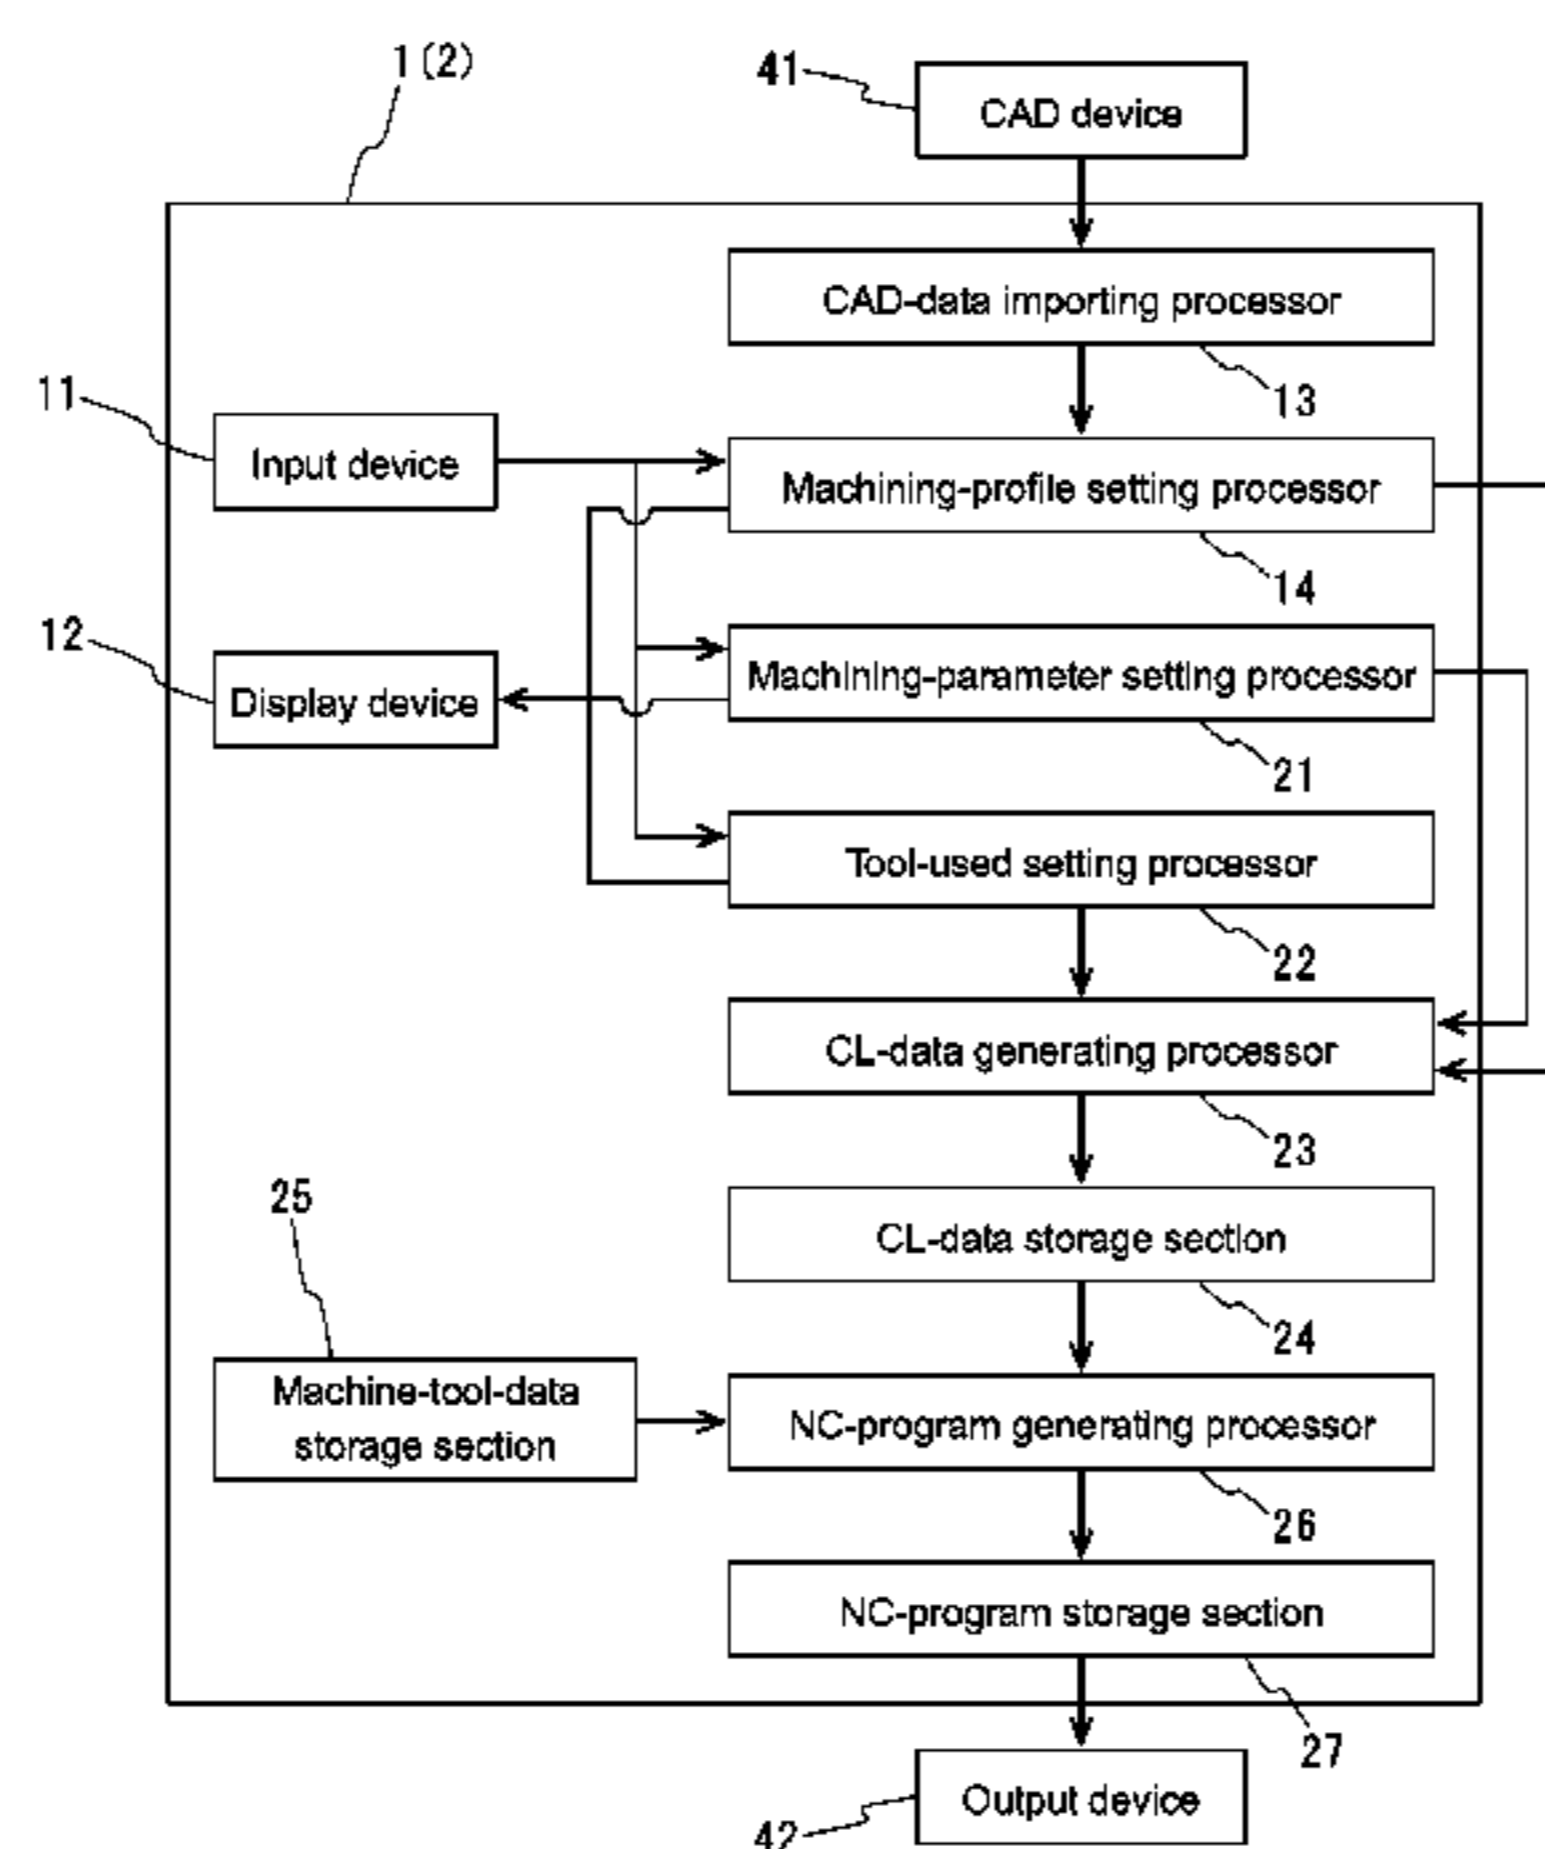 1(2)
41
CAD device
CAD-data importing processor
13
11
Input device
Machining-profile setting processor
14
12
Display device
Machining-parameter setting processor
21
Tool-used setting processor
22
CL-data generating processor
23
CL-data storage section
24
25
Machine-tool-data
storage section
NC-program generating processor
26
NC-program storage section
27
Output device
42